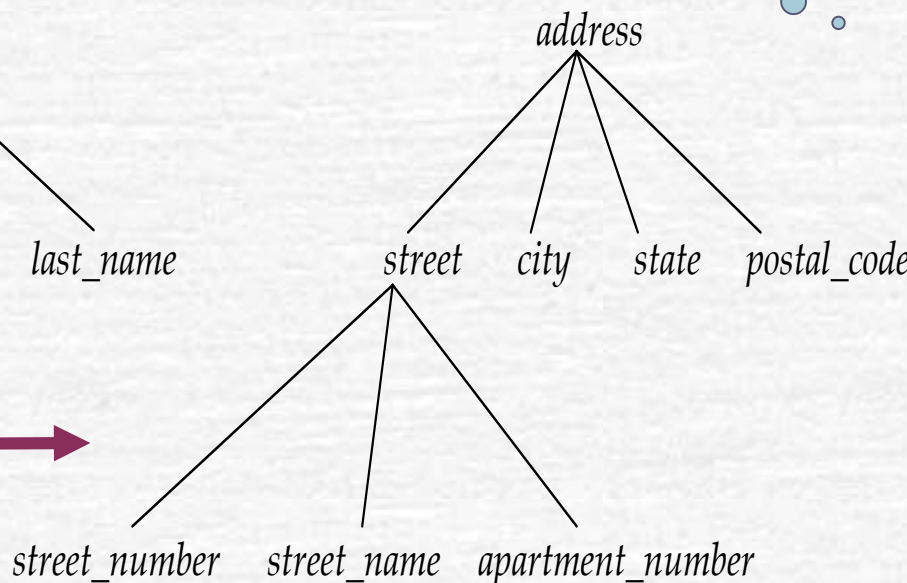 address
last_name street city state postal_code
street_number street_name apartment_number